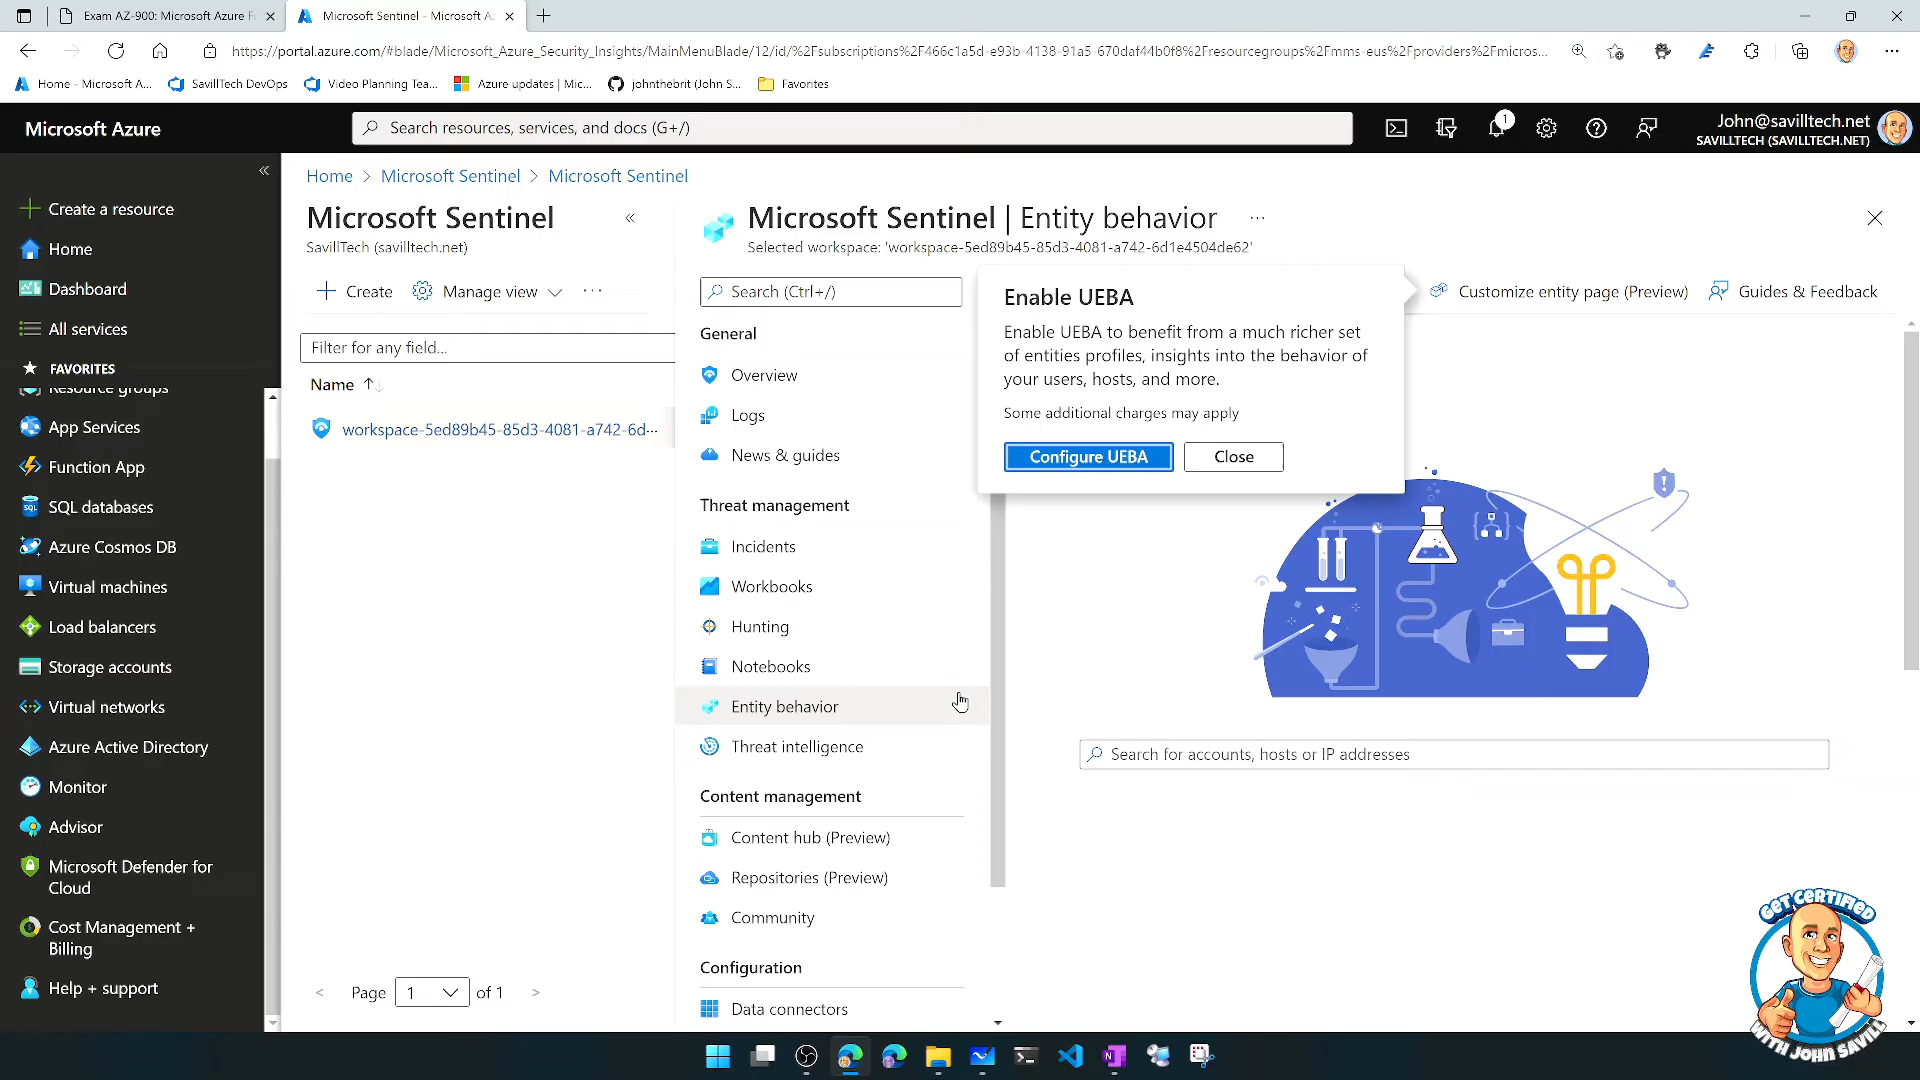 Exam AZ-900: Microsoft Azure F
Microsoft Sentinel - Microsoft Az
https://portal.azure.com/#blade/Microsoft_Azure_Security_Insights/MainMenuBlade/12/id/%2Fsubscriptions%2F466c1a5d-e93b-4138-91a5-670daf44b0f8%2Fresourcegroups%2Fmms-eus%2Fproviders%2Fmicros...
Home - Microsoft A...
SavillTech DevOps
Video Planning Tea...
Azure updates | Mic...
johnthebrit (John S...
Favorites
Microsoft Azure
Search resources, services, and docs (G+/)
1
John@savilltech.net
SAVILLTECH (SAVILLTECH.NET)
Create a resource
Home
Dashboard
All services
FAVORITES
Resource groups
App Services
Function App
SQL databases
Azure Cosmos DB
Virtual machines
Load balancers
Storage accounts
Virtual networks
Azure Active Directory
Monitor
Advisor
Microsoft Defender for
Cloud
Cost Management +
Billing
Help + support
Home > Microsoft Sentinel > Microsoft Sentinel
Microsoft Sentinel
SavillTech (savilltech.net)
Create
Manage view
...
Filter for any field...
Name
workspace-5ed89b45-85d3-4081-a742-6d...
< Page 1 of 1 >
Microsoft Sentinel | Entity behavior ...
Selected workspace: 'workspace-5ed89b45-85d3-4081-a742-6d1e4504de62'
Search (Ctrl+/)
General
Overview
Logs
News & guides
Threat management
Incidents
Workbooks
Hunting
Notebooks
Entity behavior
Threat intelligence
Content management
Content hub (Preview)
Repositories (Preview)
Community
Configuration
Data connectors
Enable UEBA
Enable UEBA to benefit from a much richer set
of entities profiles, insights into the behavior of
your users, hosts, and more.
Some additional charges may apply
Configure UEBA
Close
Customize entity page (Preview)
Guides & Feedback
Search for accounts, hosts or IP addresses
GET CERTIFIED
WITH JOHN SAVILL